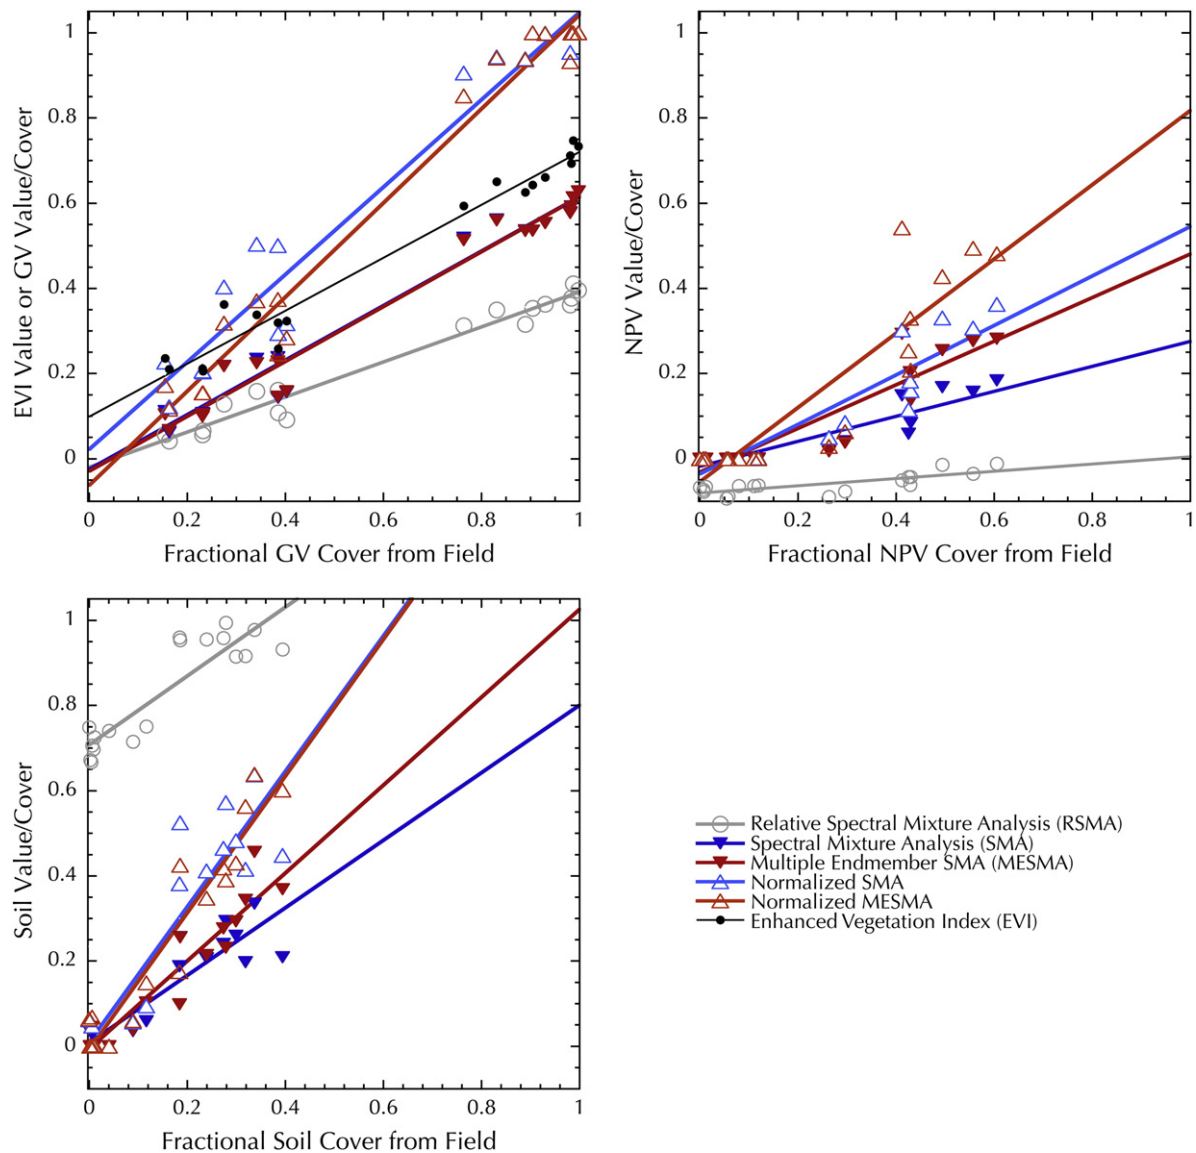 EVI Value or GV Value/Cover
1
0.8
0.6
0.4
0.2
0
0 0.2 0.4 0.6 0.8 1
Fractional GV Cover from Field
NPV Value/Cover
1
0.8
0.6
0.4
0.2
0
0 0.2 0.4 0.6 0.8 1
Fractional NPV Cover from Field
Soil Value/Cover
1
0.8
0.6
0.4
0.2
0
0 0.2 0.4 0.6 0.8 1
Fractional Soil Cover from Field
Relative Spectral Mixture Analysis (RSMA)
Spectral Mixture Analysis (SMA)
Multiple Endmember SMA (MESMA)
Normalized SMA
Normalized MESMA
Enhanced Vegetation Index (EVI)